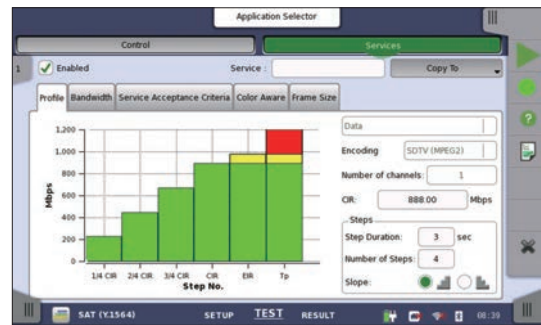 Application Selector
Control
Services
1
Enabled
Service :
Copy To
Profile
Bandwidth
Service Acceptance Criteria
Color Aware
Frame Size
1.200
1.000
800
600
400
200
0
Mbps
1/4 CIR
2/4 CIR
3/4 CIR
CIR
EIR
Tp
Step No.
Data
Encoding
SDTV (MPEG2)
Number of channels:
1
CIR:
888.00
Mbps
Steps
Step Duration:
3
sec
Number of Steps:
4
Slope:
SAT (Y.1564)
SETUP
TEST
RESULT
08:39